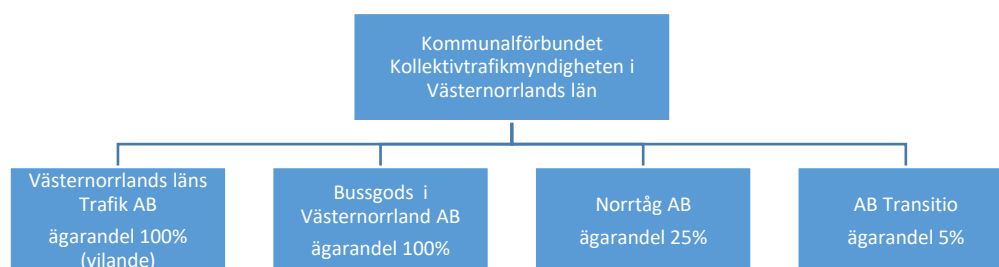 Kommunalförbundet
Kollektivtrafikmyndigheten i
Västernorrlands län
Västernorrlands läns
Trafik AB
ägarandel 100%
(vilande)
Bussgods i
Västernorrland AB
ägarandel 100%
Norrtåg AB
ägarandel 25%
AB Transitio
ägarandel 5%